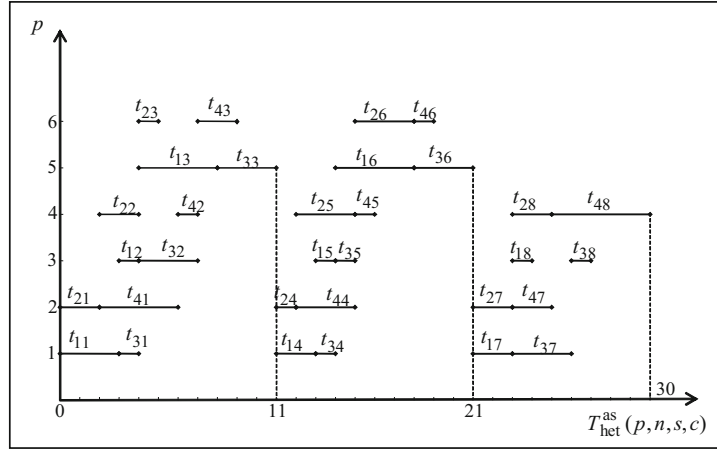 p
t₂₃ t₄₃ t₂₆ t₄₆
6
t₁₃ t₃₃ t₁₆ t₃₆
5
t₂₂ t₄₂ t₂₅ t₄₅ t₂₈ t₄₈
4
t₁₂ t₃₂ t₁₅ t₃₅ t₁₈ t₃₈
3
t₂₁ t₄₁ t₂₄ t₄₄ t₂₇ t₄₇
2
t₁₁ t₃₁ t₁₄ t₃₄ t₁₇ t₃₇
1
30
0 11 21
T_het^as (p, n, s, c)